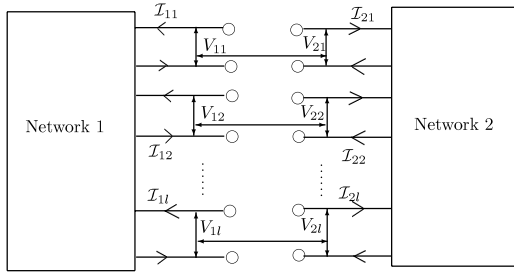 I₁₁ I₂₁
V₁₁ V₂₁
Network 1 V₁₂ V₂₂ Network 2
I₁₂ I₂₂
I₁ₗ I₂ₗ
V₁ₗ V₂ₗ